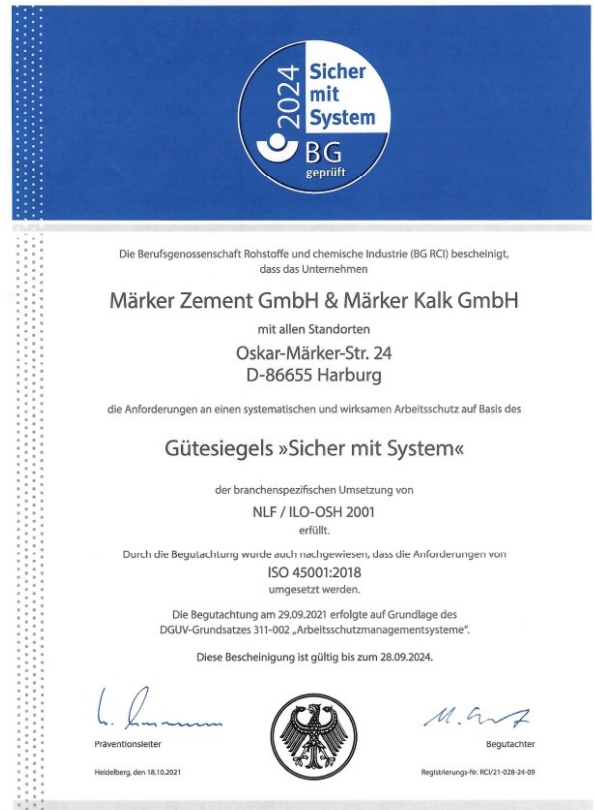 2024
Sicher
mit
System
BG
geprüft
Die Berufsgenossenschaft Rohstoffe und chemische Industrie (BG RCI) bescheinigt,
dass das Unternehmen
Märker Zement GmbH & Märker Kalk GmbH
mit allen Standorten
Oskar-Märker-Str. 24
D-86655 Harburg
die Anforderungen an einen systematischen und wirksamen Arbeitsschutz auf Basis des
Gütesiegels »Sicher mit System«
der branchenspezifischen Umsetzung von
NLF / ILO-OSH 2001
erfüllt.
Durch die Begutachtung wurde auch nachgewiesen, dass die Anforderungen von
ISO 45001:2018
umgesetzt werden.
Die Begutachtung am 29.09.2021 erfolgte auf Grundlage des
DGUV-Grundsatzes 311-002 „Arbeitsschutzmanagementsysteme“.
Diese Bescheinigung ist gültig bis zum 28.09.2024.
Präventionsleiter
Begutachter
Heidelberg, den 18.10.2021
Registrierungs-Nr. RCI/21-028-24-09